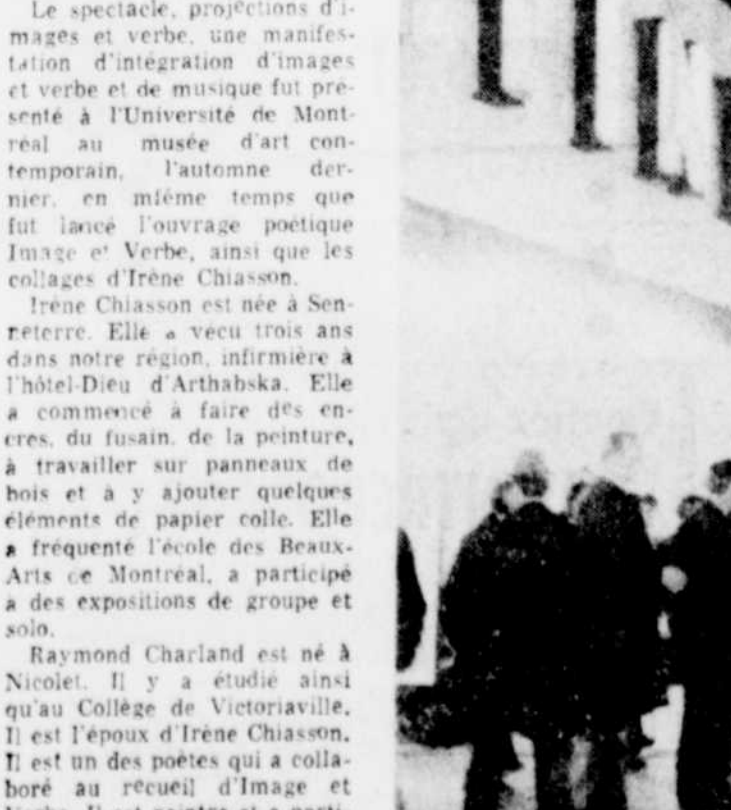 Le spectacle, projections d'i-
mages et verbe, une manifes-
tation d'intégration d'images
et verbe et de musique fut pré-
senté à l'Université de Mont-
réal au musée d'art con-
temporain, l'automne der-
nier, en mième temps que
fut lancé l'ouvrage poétique
Image et Verbe, ainsi que les
collages d'Irène Chiasson.
Irène Chiasson est née à Sen-
neterre. Elle a vécu trois ans
dans notre région, infirmière à
l'hôtel-Dieu d'Arthabska. Elle
a commencé à faire des en-
cres, du fusain, de la peinture,
à travailler sur panneaux de
bois et à y ajouter quelques
éléments de papier colle. Elle
a fréquenté l'école des Beaux-
Arts de Montréal, a participé
a des expositions de groupe et
solo.
Raymond Charland est né à
Nicolet. Il y a étudié ainsi
qu'au Collège de Victoriaville.
Il est l'époux d'Irène Chiasson.
Il est un des poètes qui a colla-
boré au recueil d'Image et